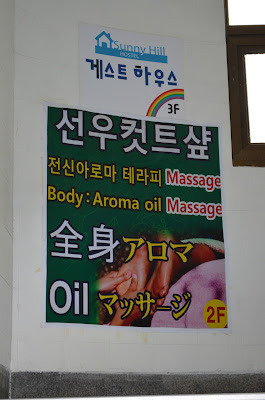 Sunny Hill
HOSTEL
게스트 하우스
3F
선우컷트샾
전신아로마 테라피 Massage
Body : Aroma oil Massage
全身アロマ
Oil マッサージ
2F